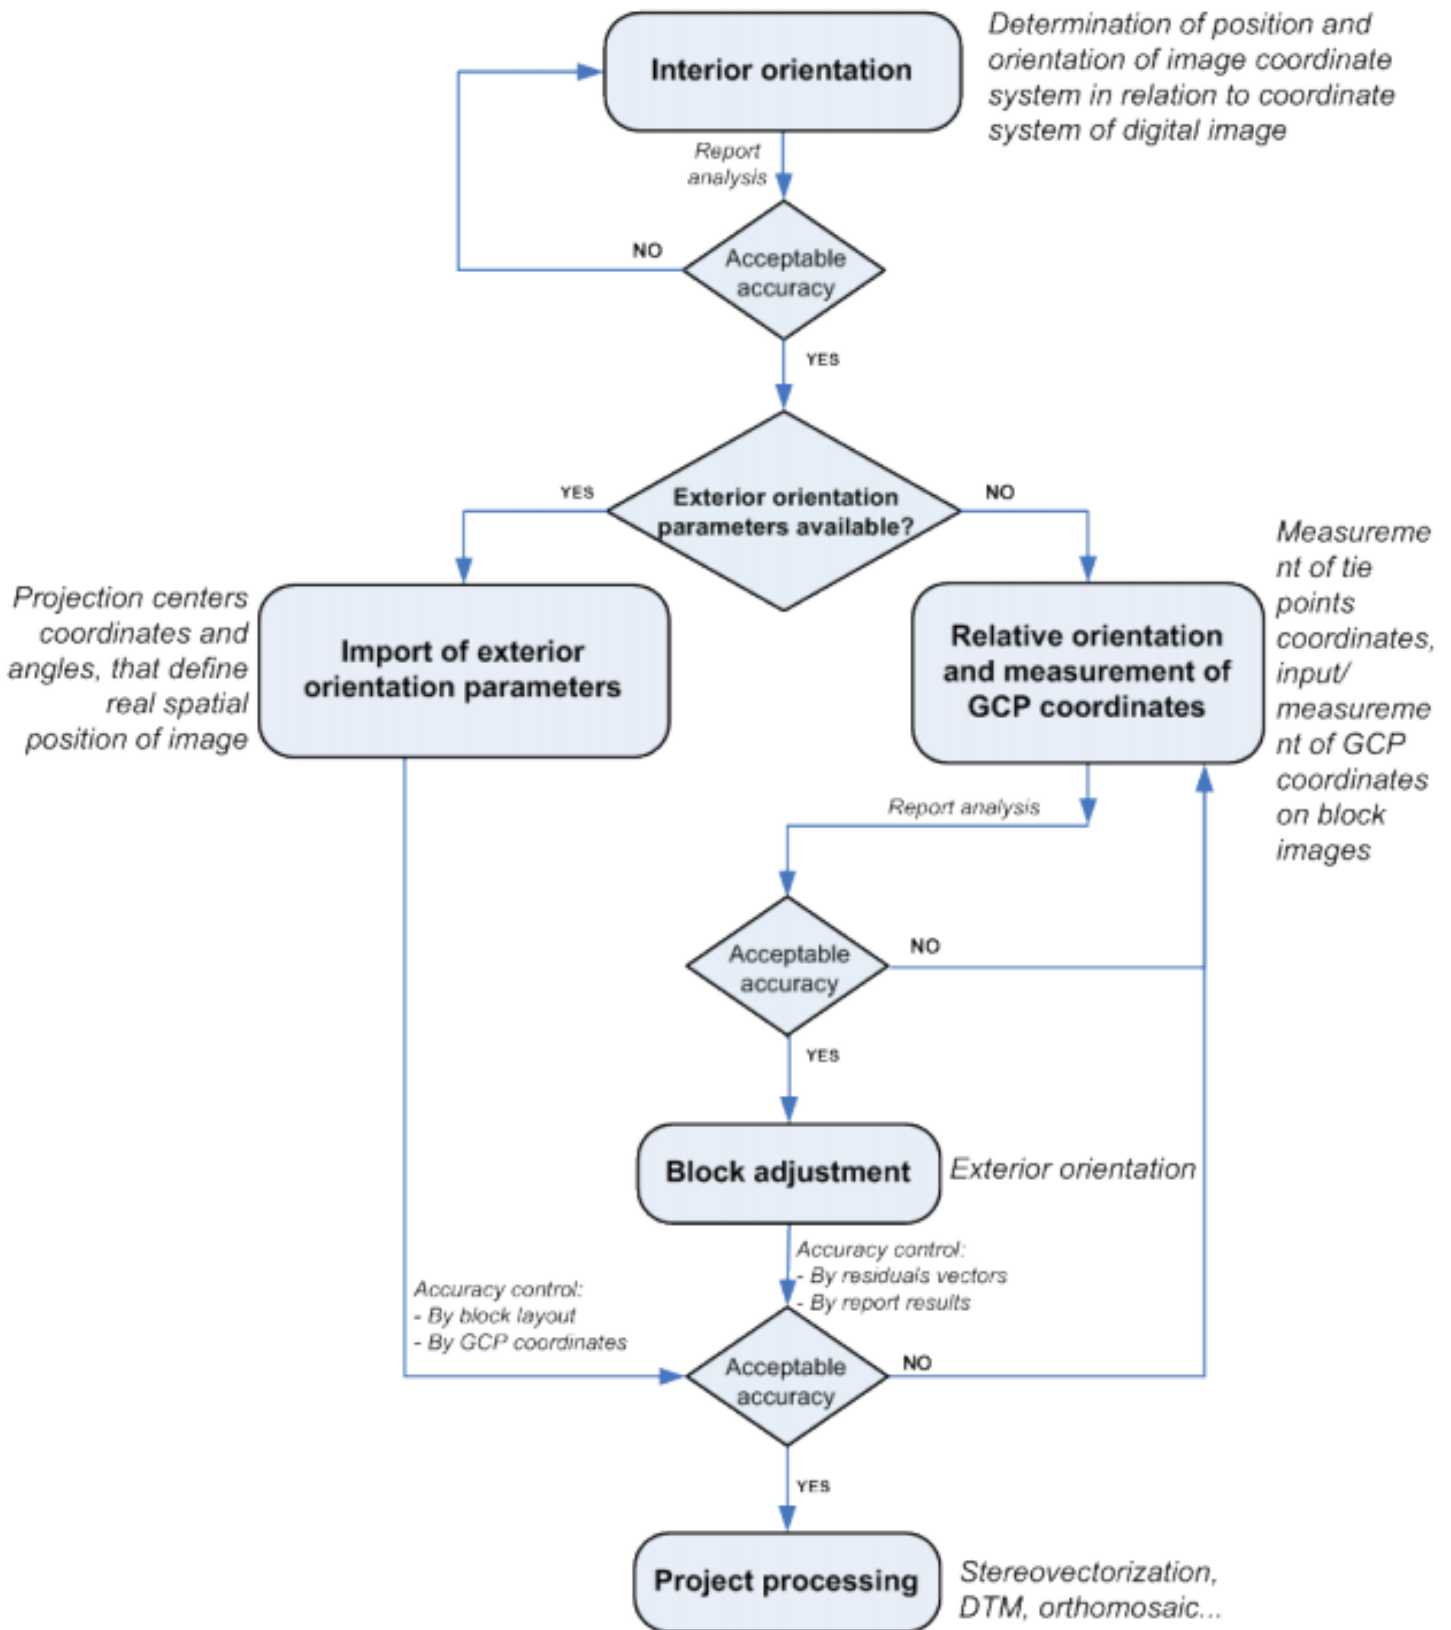 Interior orientation
Determination of position and
orientation of image coordinate
system in relation to coordinate
system of digital image
Report
analysis
NO
Acceptable
accuracy
YES
YES
Exterior orientation
parameters available?
NO
Projection centers
coordinates and
angles, that define
real spatial
position of image
Import of exterior
orientation parameters
Relative orientation
and measurement of
GCP coordinates
Measureme
nt of tie
points
coordinates,
input/
measureme
nt of GCP
coordinates
on block
images
Report analysis
Acceptable
accuracy
NO
YES
Block adjustment
Exterior orientation
Accuracy control:
- By residuals vectors
- By report results
Accuracy control:
- By block layout
- By GCP coordinates
Acceptable
accuracy
NO
YES
Project processing
Stereovectorization,
DTM, orthomosaic...